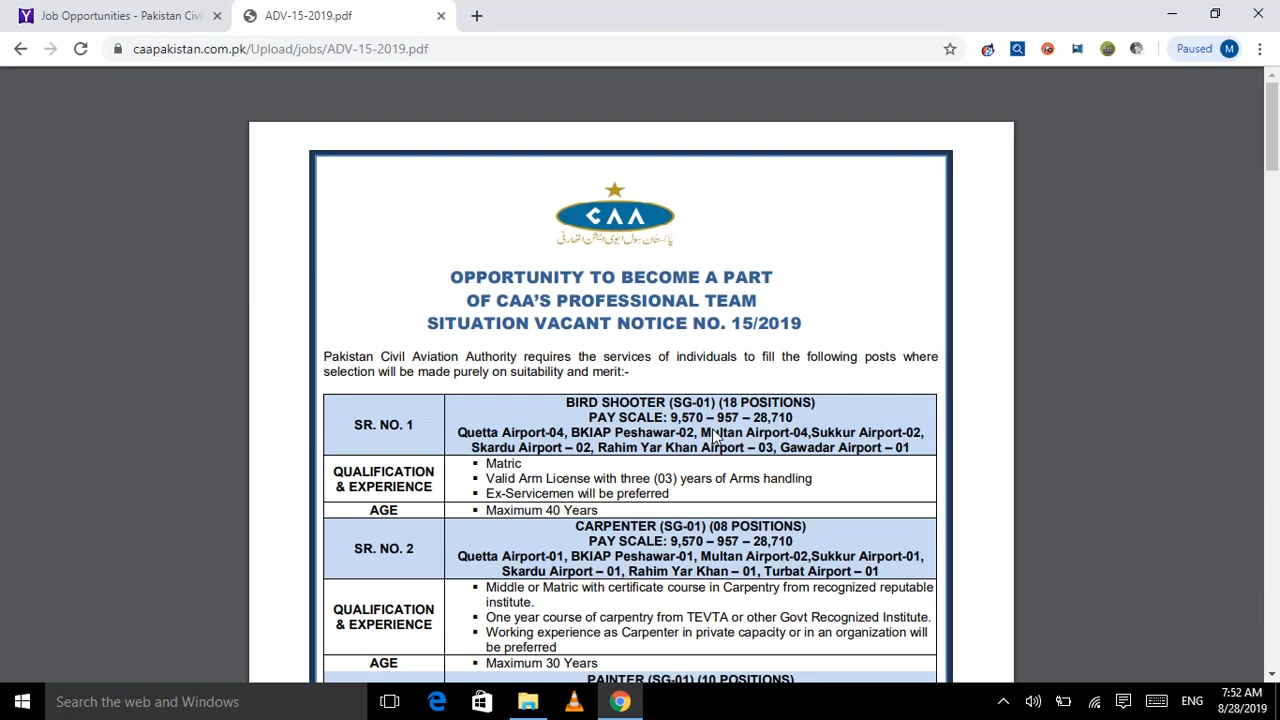 Job Opportunities - Pakistan Civil
ADV-15-2019.pdf
caapakistan.com.pk/Upload/jobs/ADV-15-2019.pdf
Paused
M
CAA
پاکستان سول ایوی ایشن اتھارٹی
OPPORTUNITY TO BECOME A PART
OF CAA'S PROFESSIONAL TEAM
SITUATION VACANT NOTICE NO. 15/2019
Pakistan Civil Aviation Authority requires the services of individuals to fill the following posts where
selection will be made purely on suitability and merit:-
SR. NO. 1
BIRD SHOOTER (SG-01) (18 POSITIONS)
PAY SCALE: 9,570 – 957 – 28,710
Quetta Airport-04, BKIAP Peshawar-02, Multan Airport-04,Sukkur Airport-02,
Skardu Airport – 02, Rahim Yar Khan Airport – 03, Gawadar Airport – 01
QUALIFICATION
& EXPERIENCE
▪ Matric
▪ Valid Arm License with three (03) years of Arms handling
▪ Ex-Servicemen will be preferred
AGE
▪ Maximum 40 Years
SR. NO. 2
CARPENTER (SG-01) (08 POSITIONS)
PAY SCALE: 9,570 – 957 – 28,710
Quetta Airport-01, BKIAP Peshawar-01, Multan Airport-02,Sukkur Airport-01,
Skardu Airport – 01, Rahim Yar Khan – 01, Turbat Airport – 01
QUALIFICATION
& EXPERIENCE
▪ Middle or Matric with certificate course in Carpentry from recognized reputable
institute.
▪ One year course of carpentry from TEVTA or other Govt Recognized Institute.
▪ Working experience as Carpenter in private capacity or in an organization will
be preferred
AGE
▪ Maximum 30 Years
PAINTER (SG-01) (10 POSITIONS)
Search the web and Windows
ENG
7:52 AM
8/28/2019